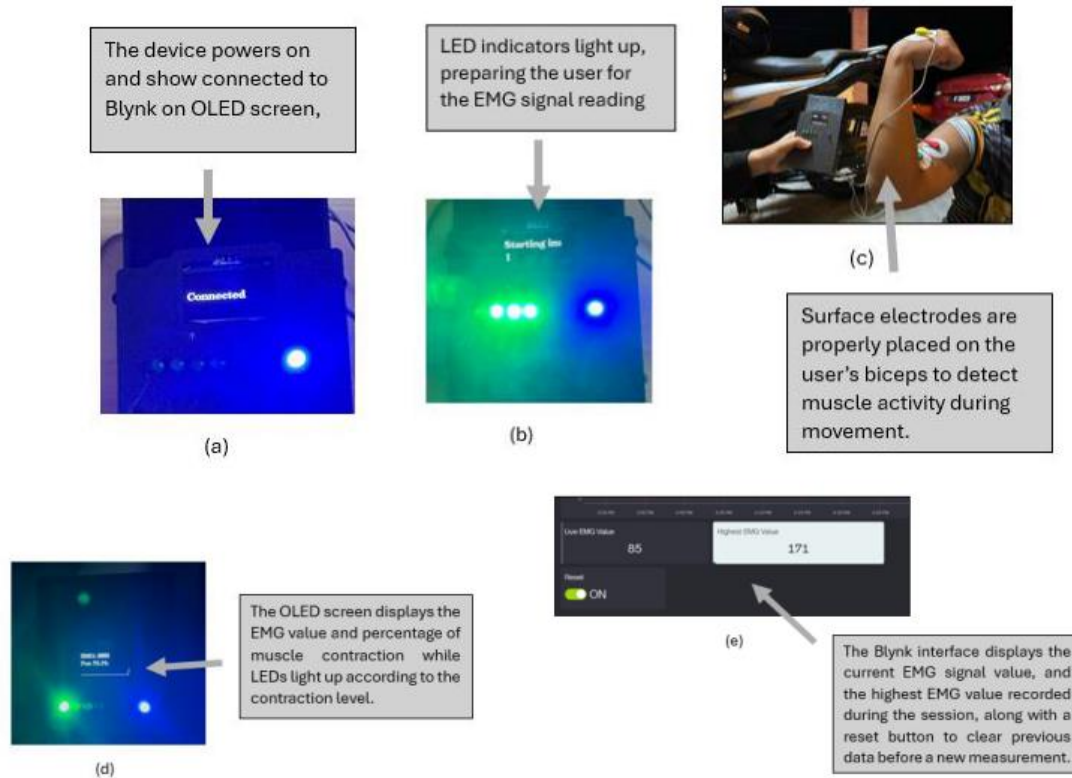 The device powers on
and show connected to
Blynk on OLED screen,
LED indicators light up,
preparing the user for
the EMG signal reading
Connected
(a)
Starting im
1
(b)
(c)
Surface electrodes are
properly placed on the
user's biceps to detect
muscle activity during
movement.
(d)
The OLED screen displays the
EMG value and percentage of
muscle contraction while
LEDs light up according to the
contraction level.
Live EMG Value
85
Highest EMG Value
171
Reset
ON
(e)
The Blynk interface displays the
current EMG signal value, and
the highest EMG value recorded
during the session, along with a
reset button to clear previous
data before a new measurement.